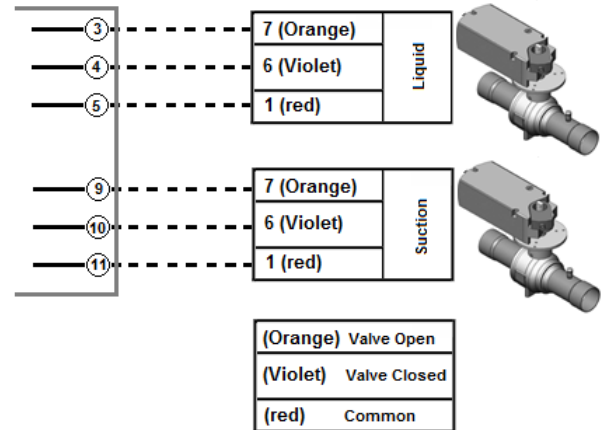 3
7 (Orange)
4
6 (Violet)
5
1 (red)
Liquid
9
7 (Orange)
10
6 (Violet)
11
1 (red)
Suction
(Orange) Valve Open
(Violet) Valve Closed
(red) Common